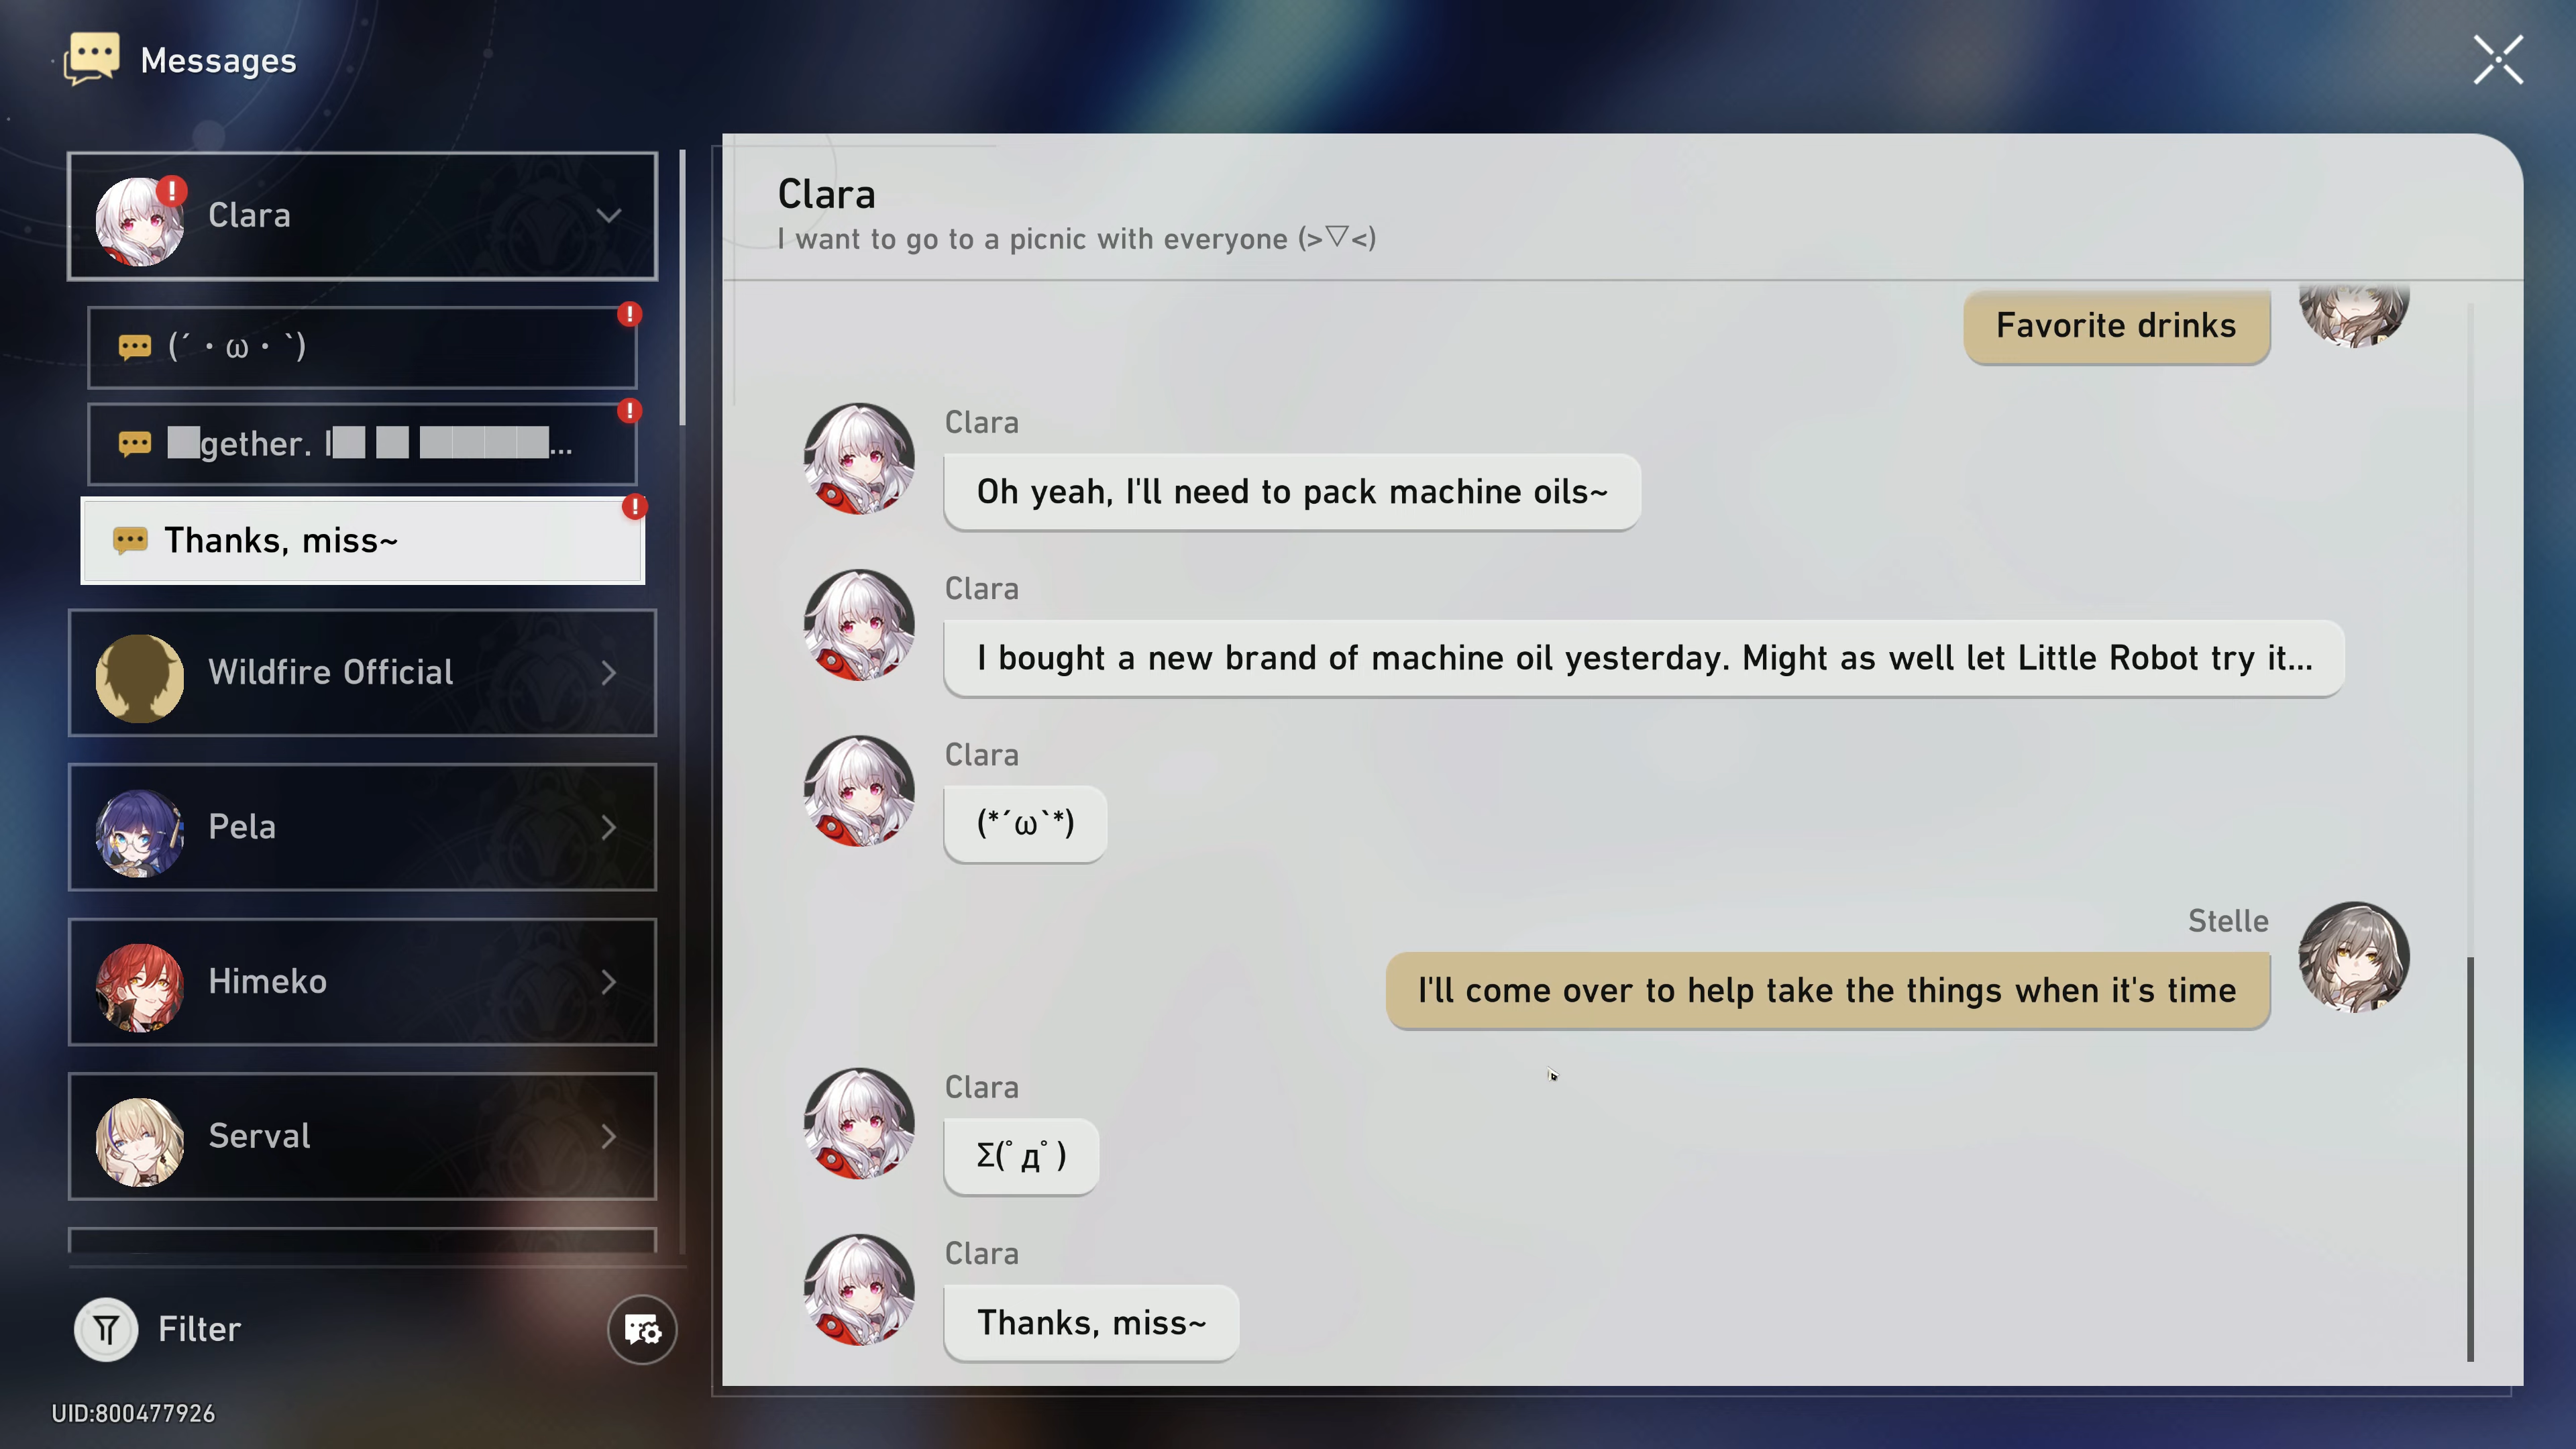 Messages
Clara
(´・ω・`)
█gether. I█ █ ████...
Thanks, miss~
Wildfire Official
Pela
Himeko
Serval
Filter
UID:800477926
Clara
I want to go to a picnic with everyone (>▽<)
Favorite drinks
Clara
Oh yeah, I'll need to pack machine oils~
Clara
I bought a new brand of machine oil yesterday. Might as well let Little Robot try it...
Clara
(*´ω`*)
Stelle
I'll come over to help take the things when it's time
Clara
Σ(ﾟдﾟ)
Clara
Thanks, miss~